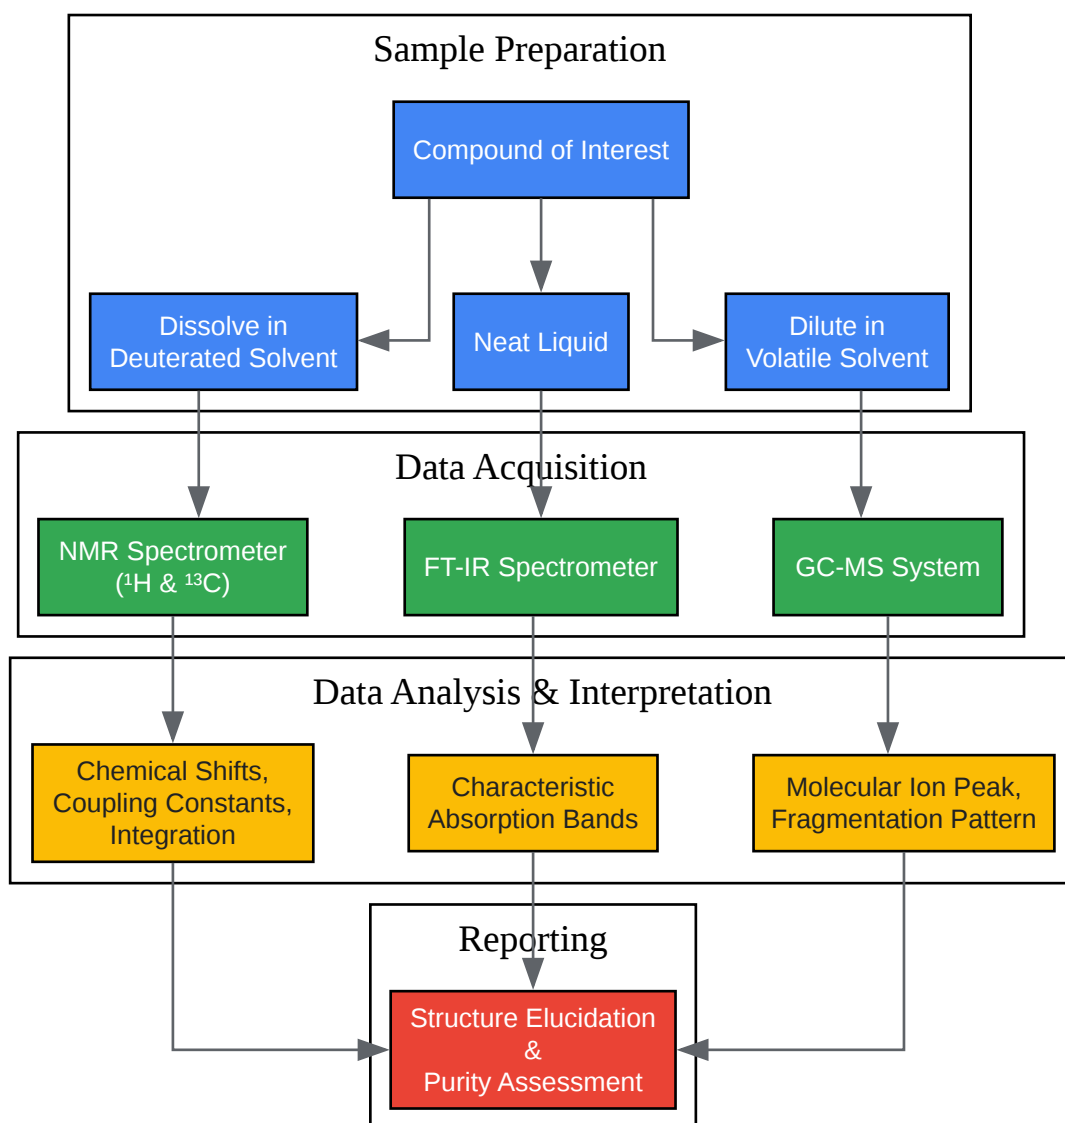 Sample Preparation
Compound of Interest
Dissolve in
Deuterated Solvent
Neat Liquid
Dilute in
Volatile Solvent
Data Acquisition
NMR Spectrometer
(¹H & ¹³C)
FT-IR Spectrometer
GC-MS System
Data Analysis & Interpretation
Chemical Shifts,
Coupling Constants,
Integration
Characteristic
Absorption Bands
Molecular Ion Peak,
Fragmentation Pattern
Reporting
Structure Elucidation
&
Purity Assessment